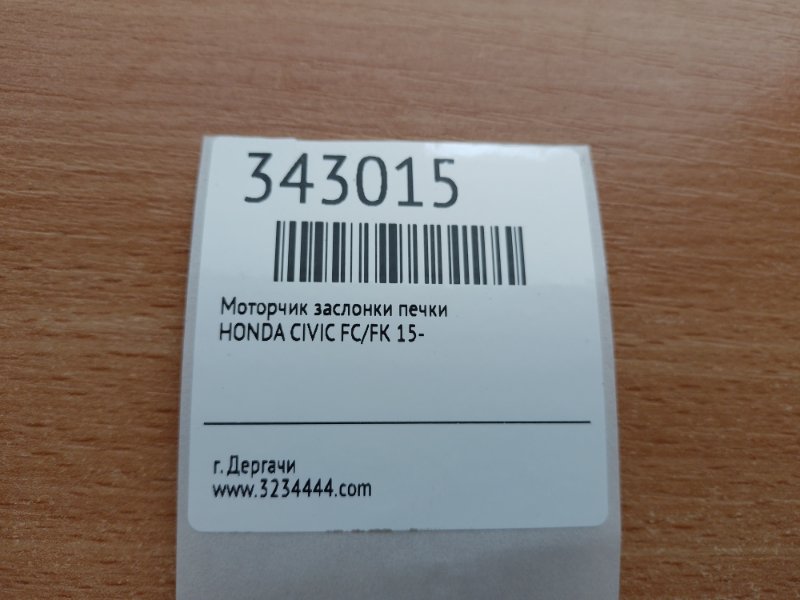 343015
Моторчик заслонки печки
HONDA CIVIC FC/FK 15-
г. Дергачи
www.3234444.com